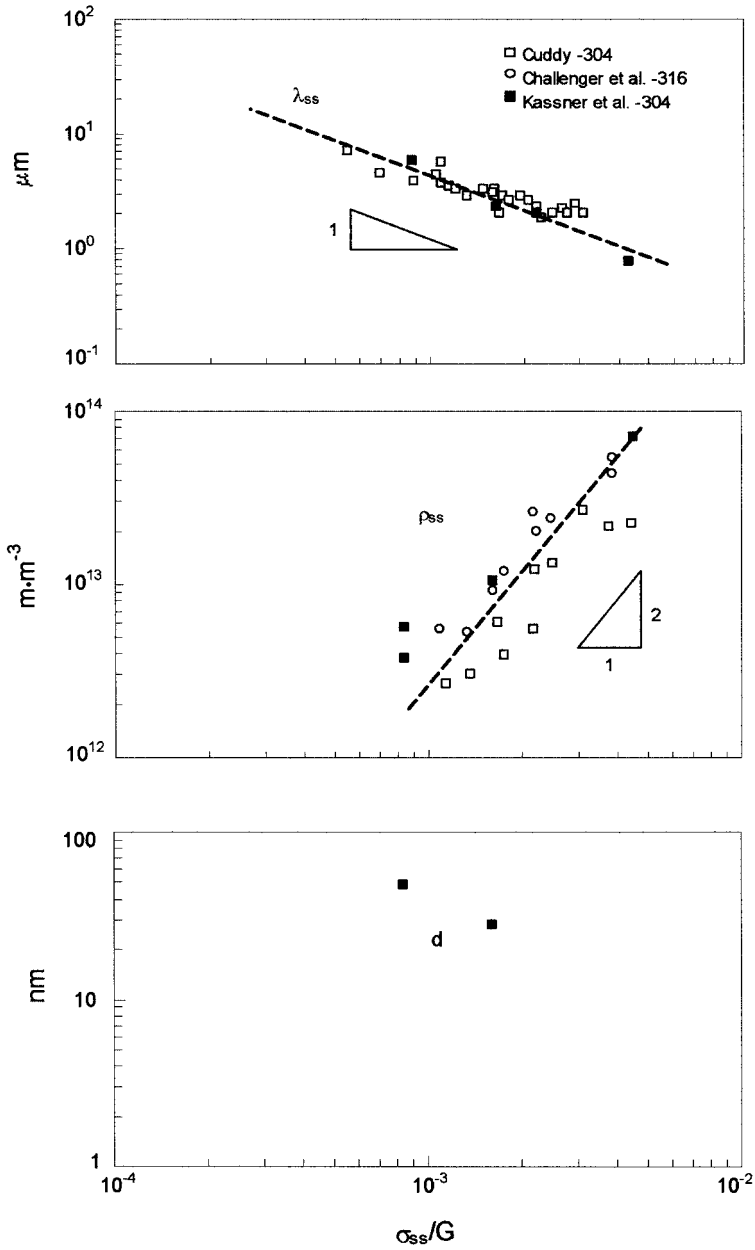 10²
□ Cuddy -304
○ Challenger et al. -316
■ Kassner et al. -304
λss
10¹
μm
1
10⁰
10⁻¹
10¹⁴
ρss
m•m⁻³
10¹³
2
1
10¹²
100
d
nm
10
1
10⁻⁴
10⁻³
10⁻²
σss/G